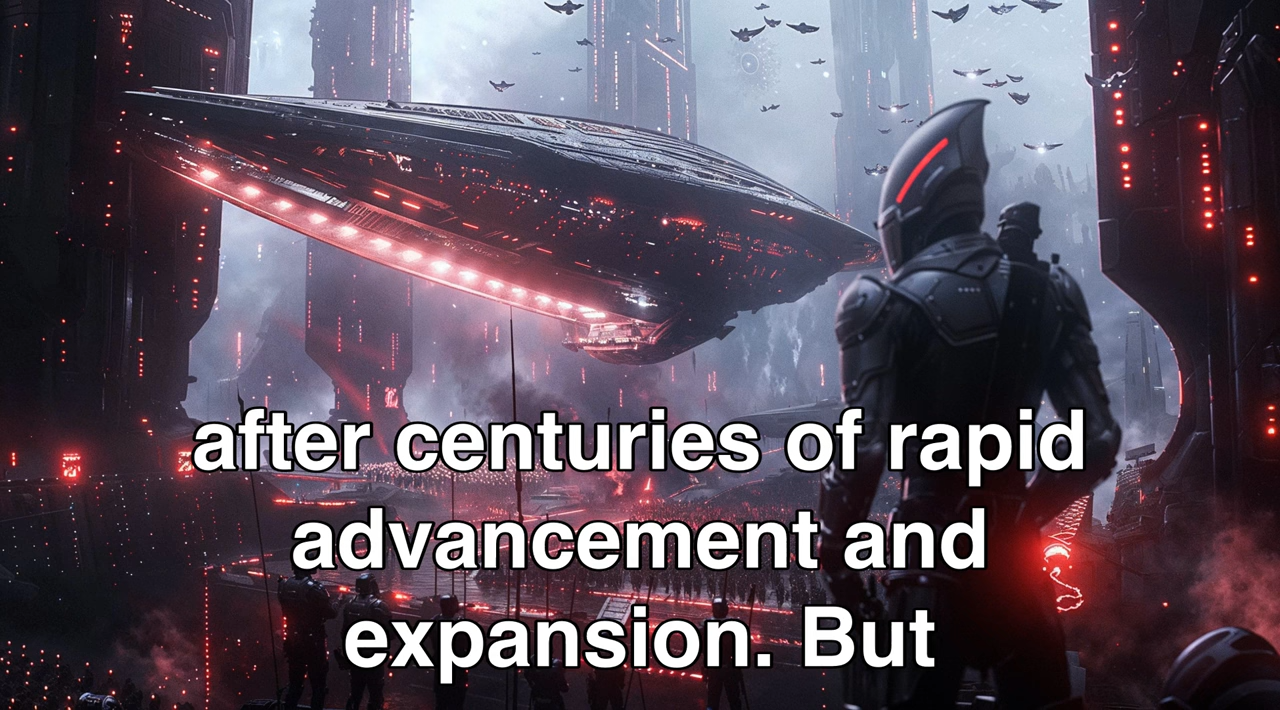 after centuries of rapid
advancement and
expansion. But